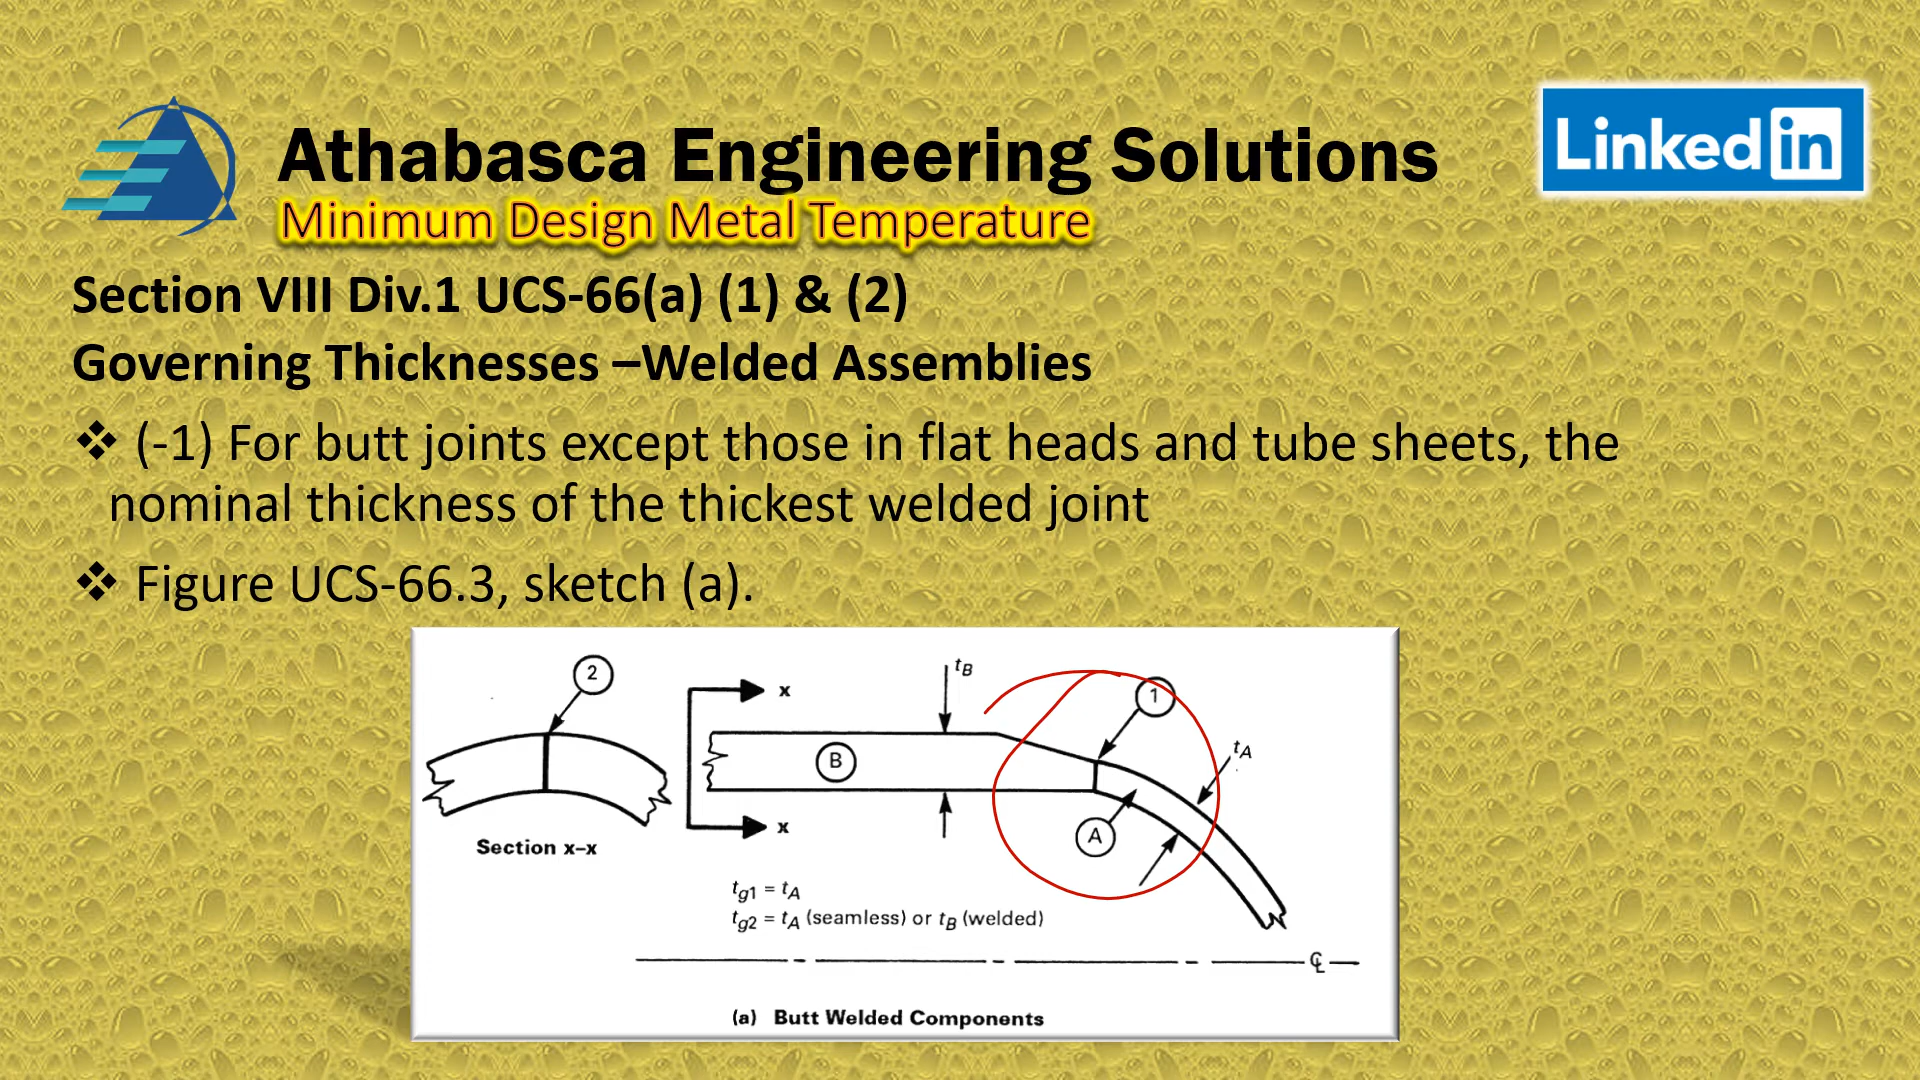 Athabasca Engineering Solutions
Linked in
Minimum Design Metal Temperature
Section VIII Div.1 UCS-66(a) (1) & (2)
Governing Thicknesses –Welded Assemblies
❖ (-1) For butt joints except those in flat heads and tube sheets, the
nominal thickness of the thickest welded joint
❖ Figure UCS-66.3, sketch (a).
2
x
tB
1
B
tA
A
x
Section x–x
tg1 = tA
tg2 = tA (seamless) or tB (welded)
℄
(a) Butt Welded Components